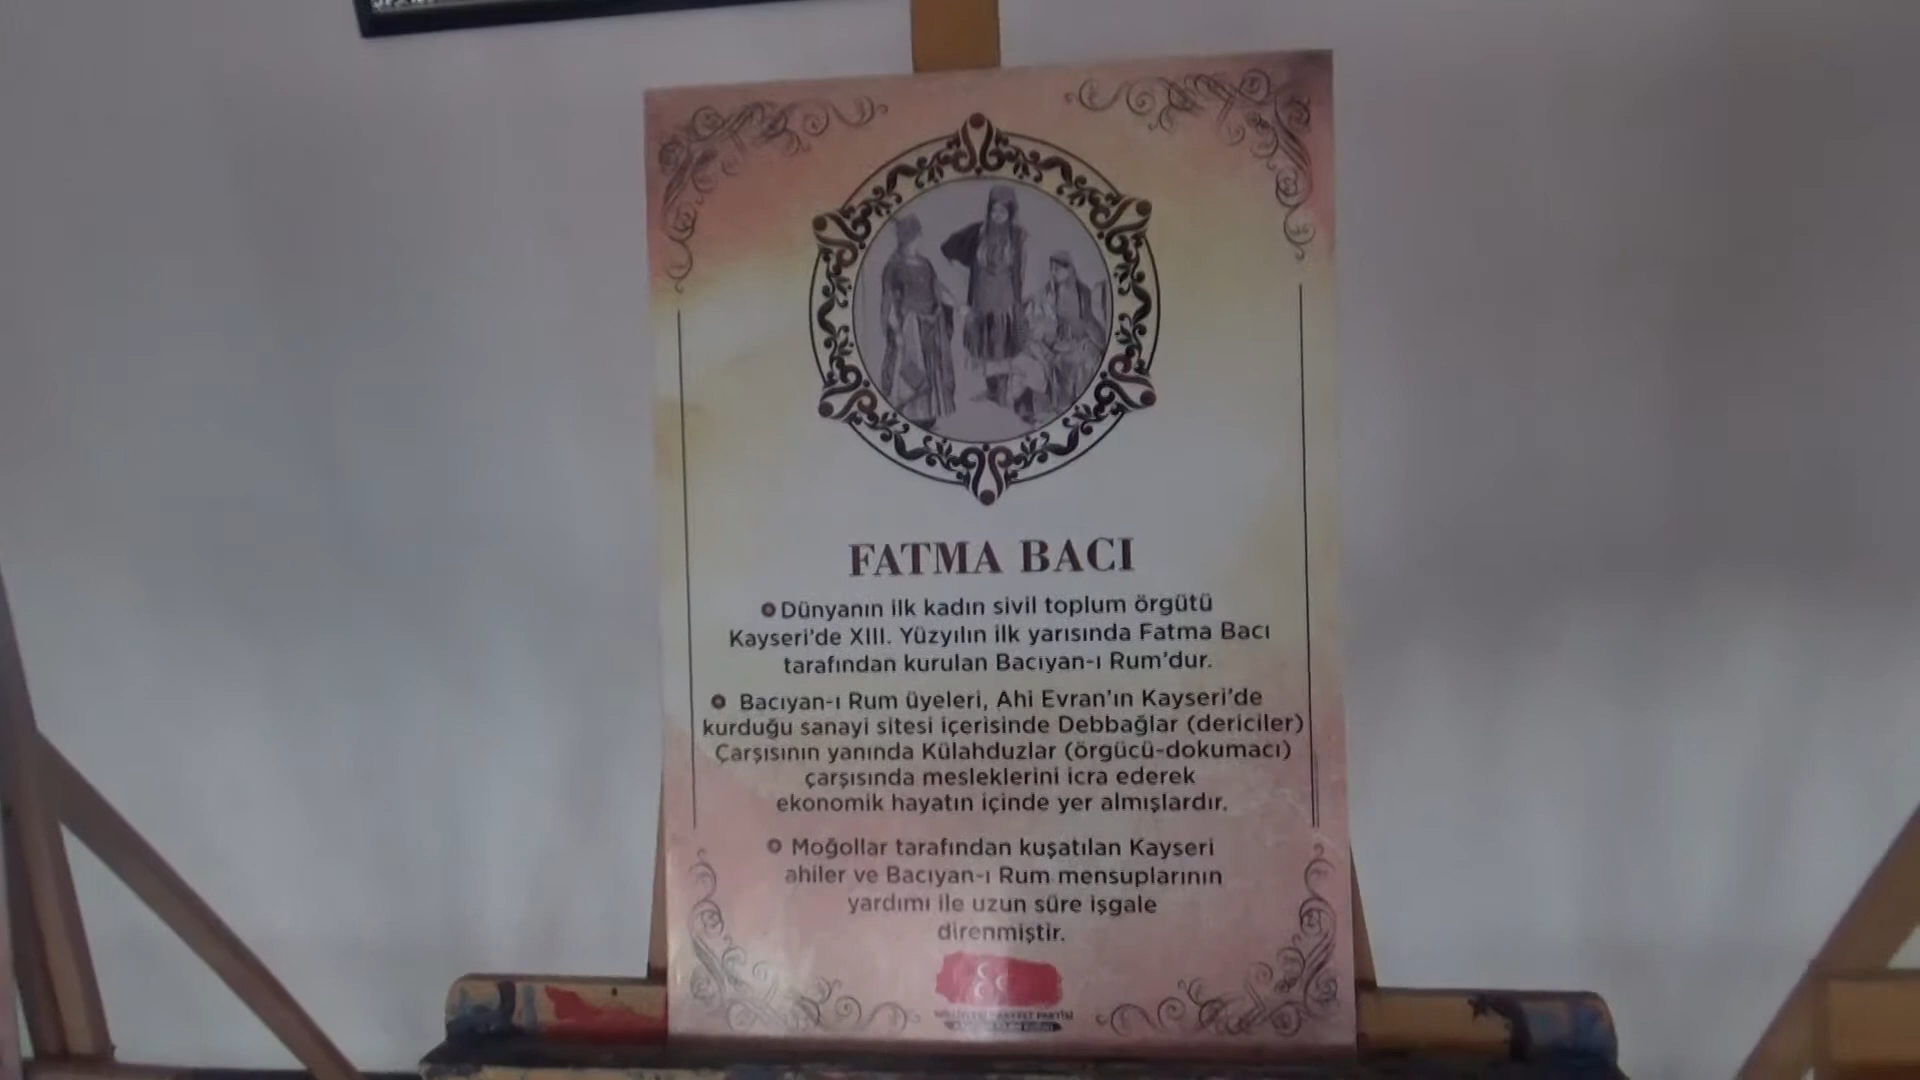 FATMA BACI
Dünyanın ilk kadın sivil toplum örgütü
Kayseri'de XIII. Yüzyılın ilk yarısında Fatma Bacı
tarafından kurulan Bacıyan-ı Rum'dur.
Bacıyan-ı Rum üyeleri, Ahi Evran'ın Kayseri'de
kurduğu sanayi sitesi içerisinde Debbağlar (dericiler)
Çarşısının yanında Külahduzlar (örgücü-dokumacı)
çarşısında mesleklerini icra ederek
ekonomik hayatın içinde yer almışlardır.
Moğollar tarafından kuşatılan Kayseri
ahiler ve Bacıyan-ı Rum mensuplarının
yardımı ile uzun süre işgale
direnmiştir.
MİLLİYETÇİ HAREKET PARTİSİ